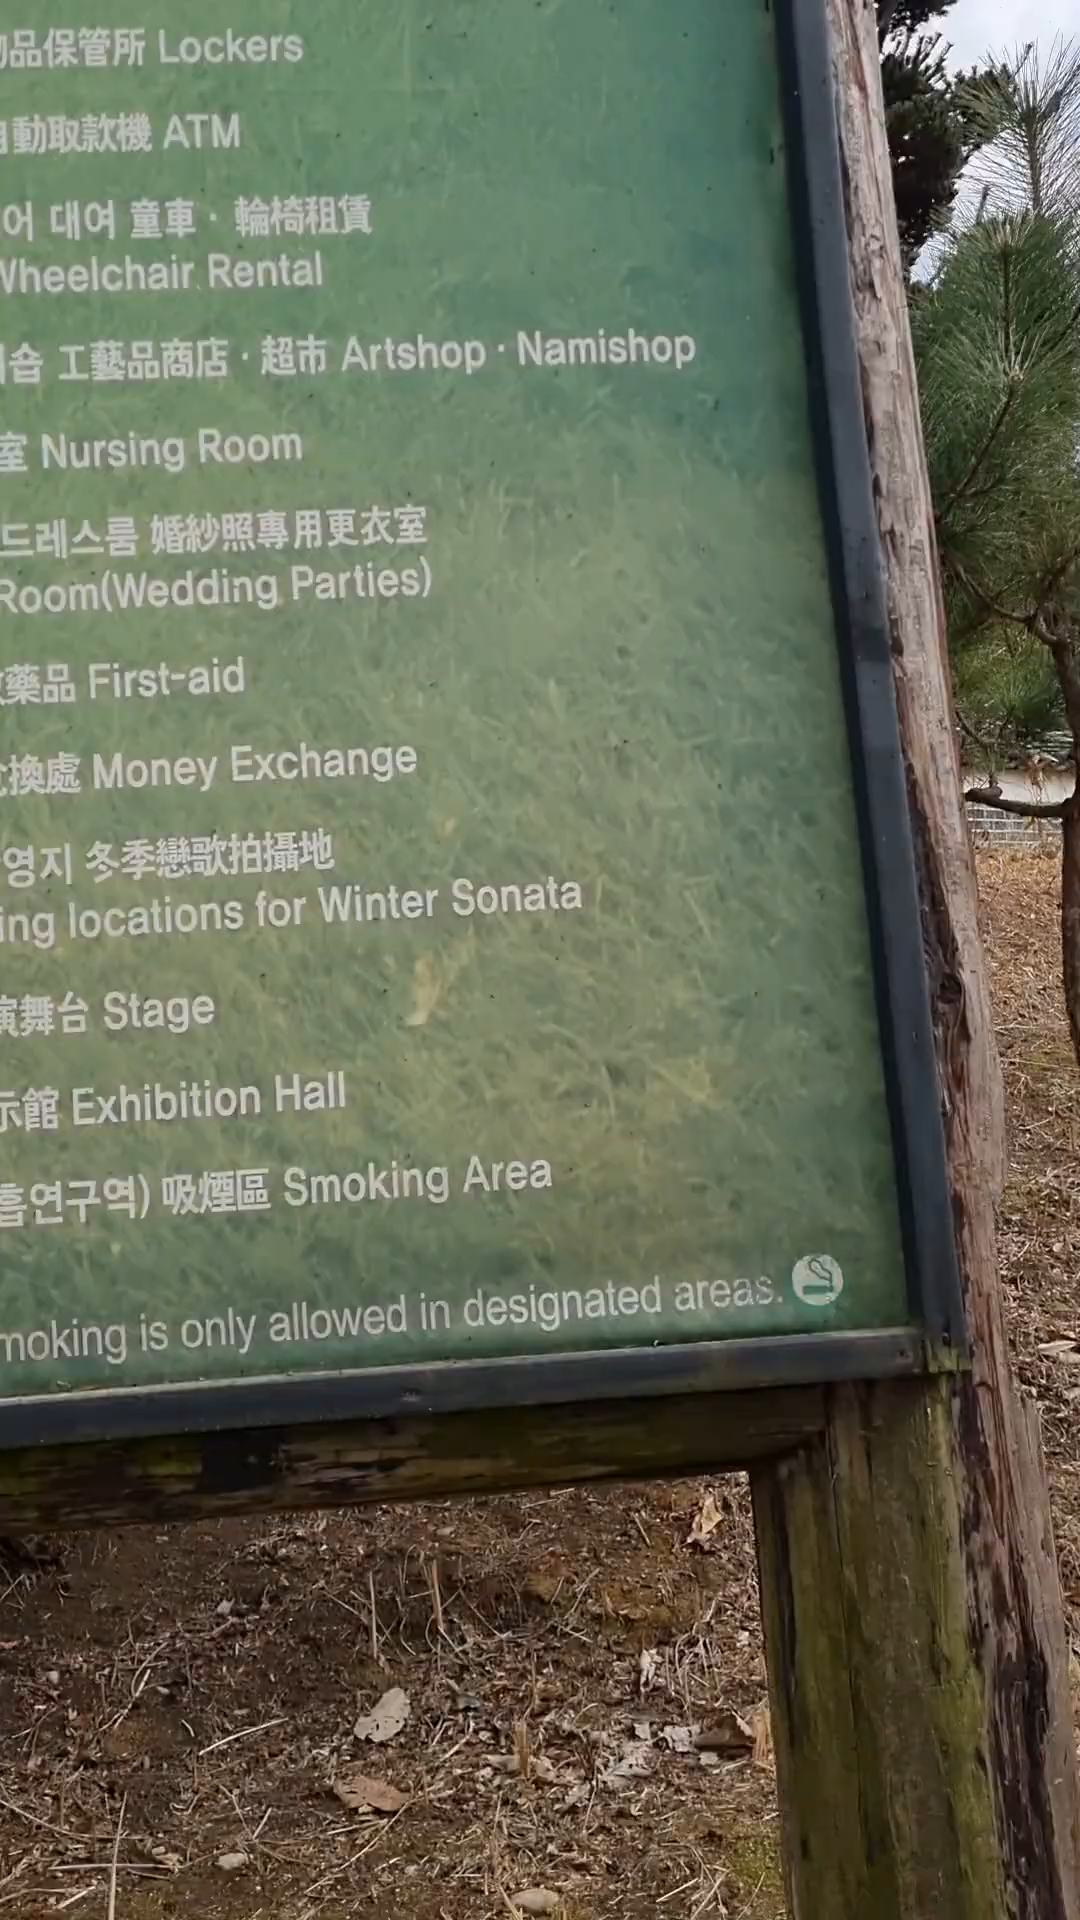 品保管所 Lockers
動取款機 ATM
어 대여 童車 · 輪椅租賃
Wheelchair Rental
숍 工藝品商店 · 超市 Artshop · Namishop
室 Nursing Room
드레스룸 婚紗照專用更衣室
Room(Wedding Parties)
藥品 First-aid
換處 Money Exchange
영지 冬季戀歌拍攝地
ing locations for Winter Sonata
演舞台 Stage
示館 Exhibition Hall
흡연구역) 吸煙區 Smoking Area
moking is only allowed in designated areas.